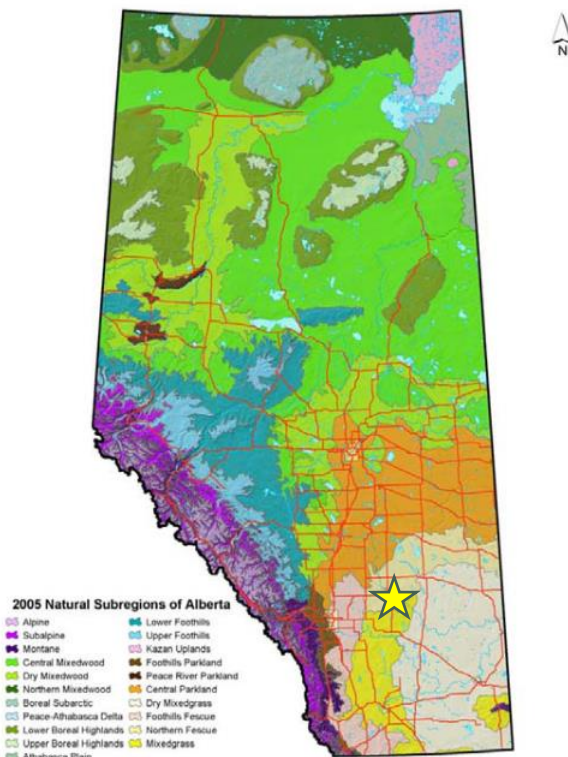 N
2005 Natural Subregions of Alberta
Alpine
Subalpine
Montane
Central Mixedwood
Dry Mixedwood
Northern Mixedwood
Boreal Subarctic
Peace-Athabasca Delta
Lower Boreal Highlands
Upper Boreal Highlands
Athabasca Plain
Lower Foothills
Upper Foothills
Kazan Uplands
Foothills Parkland
Peace River Parkland
Central Parkland
Dry Mixedgrass
Foothills Fescue
Northern Fescue
Mixedgrass